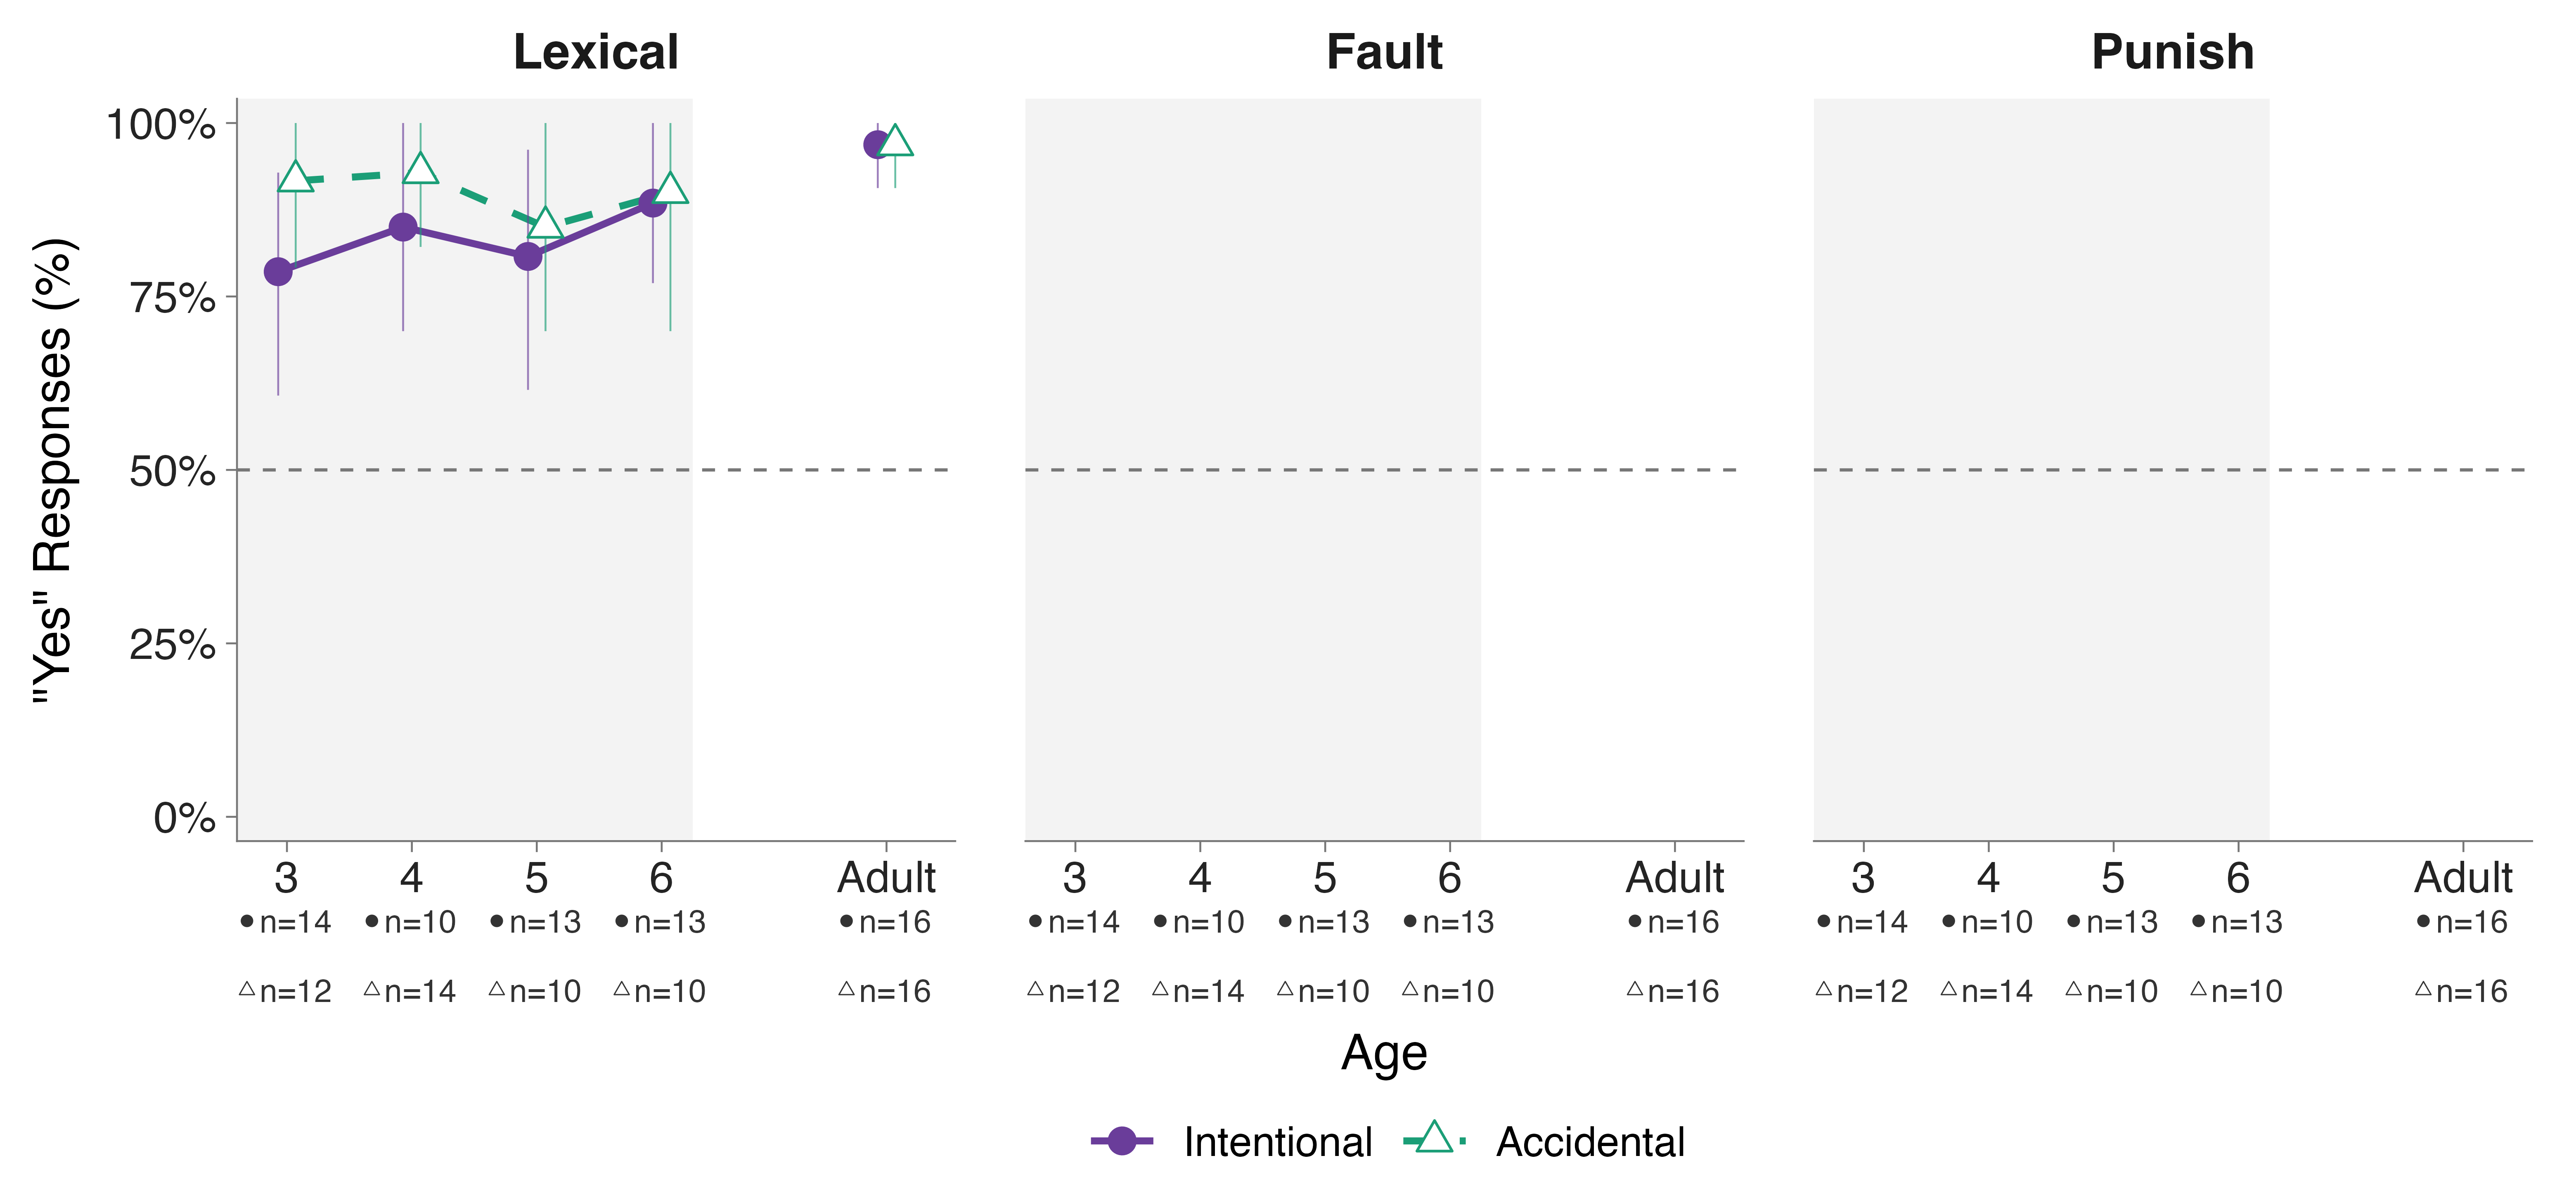 Lexical Fault Punish
"Yes" Responses (%)
100%
75%
50%
25%
0%
3 4 5 6 Adult 3 4 5 6 Adult 3 4 5 6 Adult
n=14 n=10 n=13 n=13 n=16 n=14 n=10 n=13 n=13 n=16 n=14 n=10 n=13 n=13 n=16
n=12 n=14 n=10 n=10 n=16 n=12 n=14 n=10 n=10 n=16 n=12 n=14 n=10 n=10 n=16
Age
Intentional Accidental